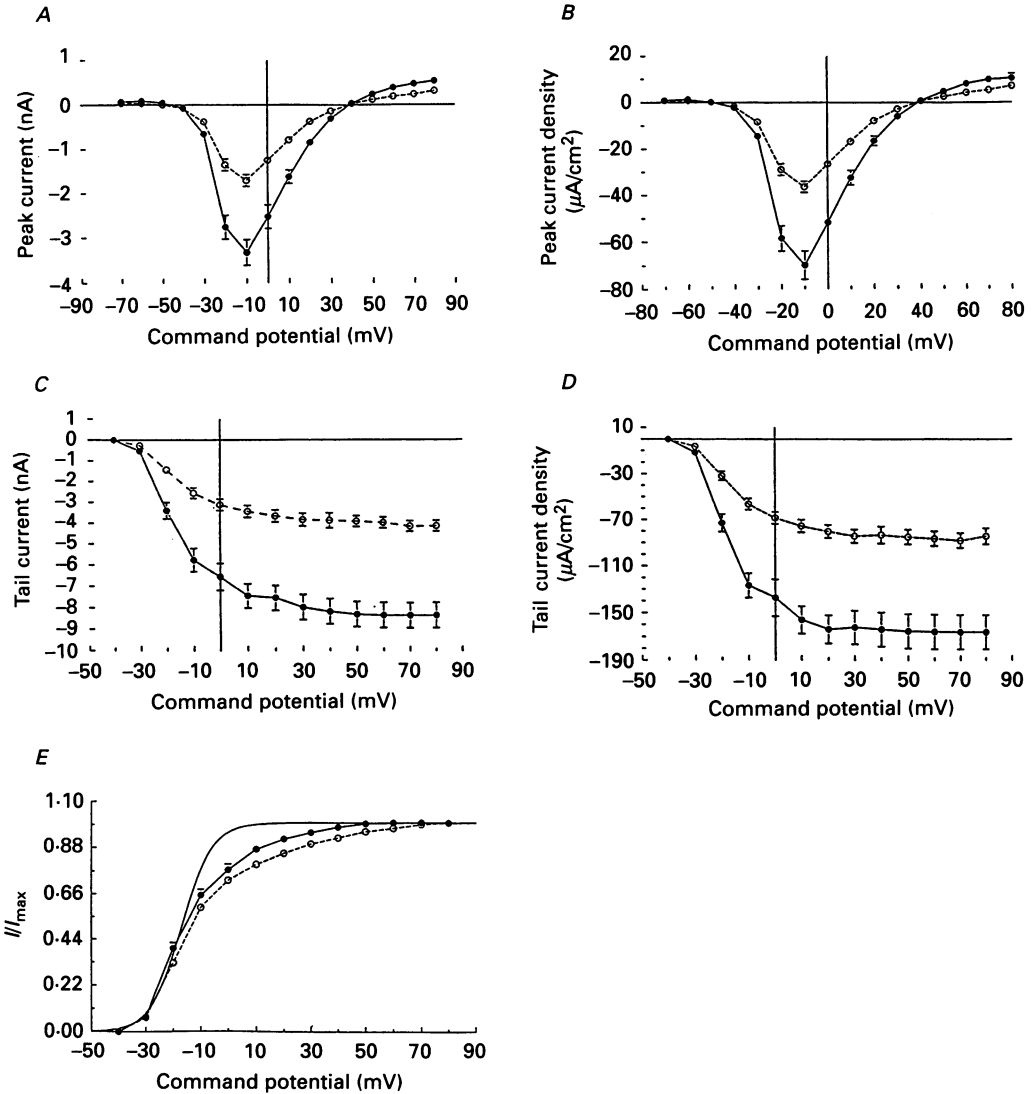 A
Peak current (nA)
1
0
−1
−2
−3
−4
−90 −70 −50 −30 −10 10 30 50 70 90
Command potential (mV)
B
Peak current density
(μA/cm²)
20
0
−20
−40
−60
−80
−80 −60 −40 −20 0 20 40 60 80
Command potential (mV)
C
Tail current (nA)
1
0
−1
−2
−3
−4
−5
−6
−7
−8
−9
−10
−50 −30 −10 10 30 50 70 90
Command potential (mV)
D
Tail current density
(μA/cm²)
10
−30
−70
−110
−150
−190
−50 −30 −10 10 30 50 70 90
Command potential (mV)
E
I/Imax
1·10
0·88
0·66
0·44
0·22
0·00
−50 −30 −10 10 30 50 70 90
Command potential (mV)